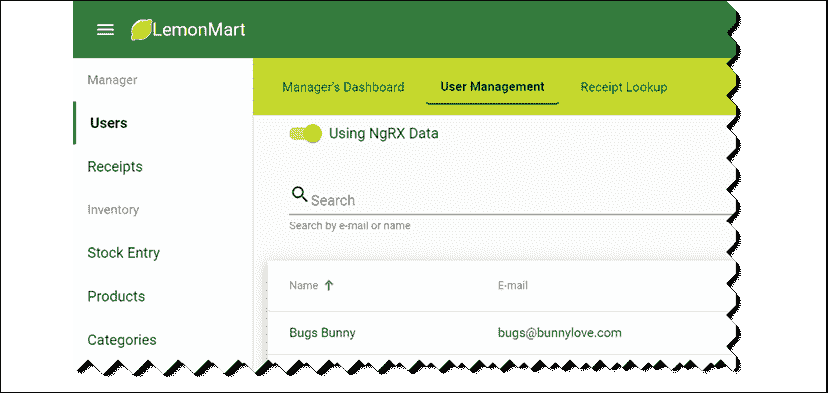 LemonMart
Manager
Users
Receipts
Inventory
Stock Entry
Products
Categories
Manager's Dashboard
User Management
Receipt Lookup
Using NgRX Data
Search
Search by e-mail or name
Name
E-mail
Bugs Bunny
bugs@bunnylove.com